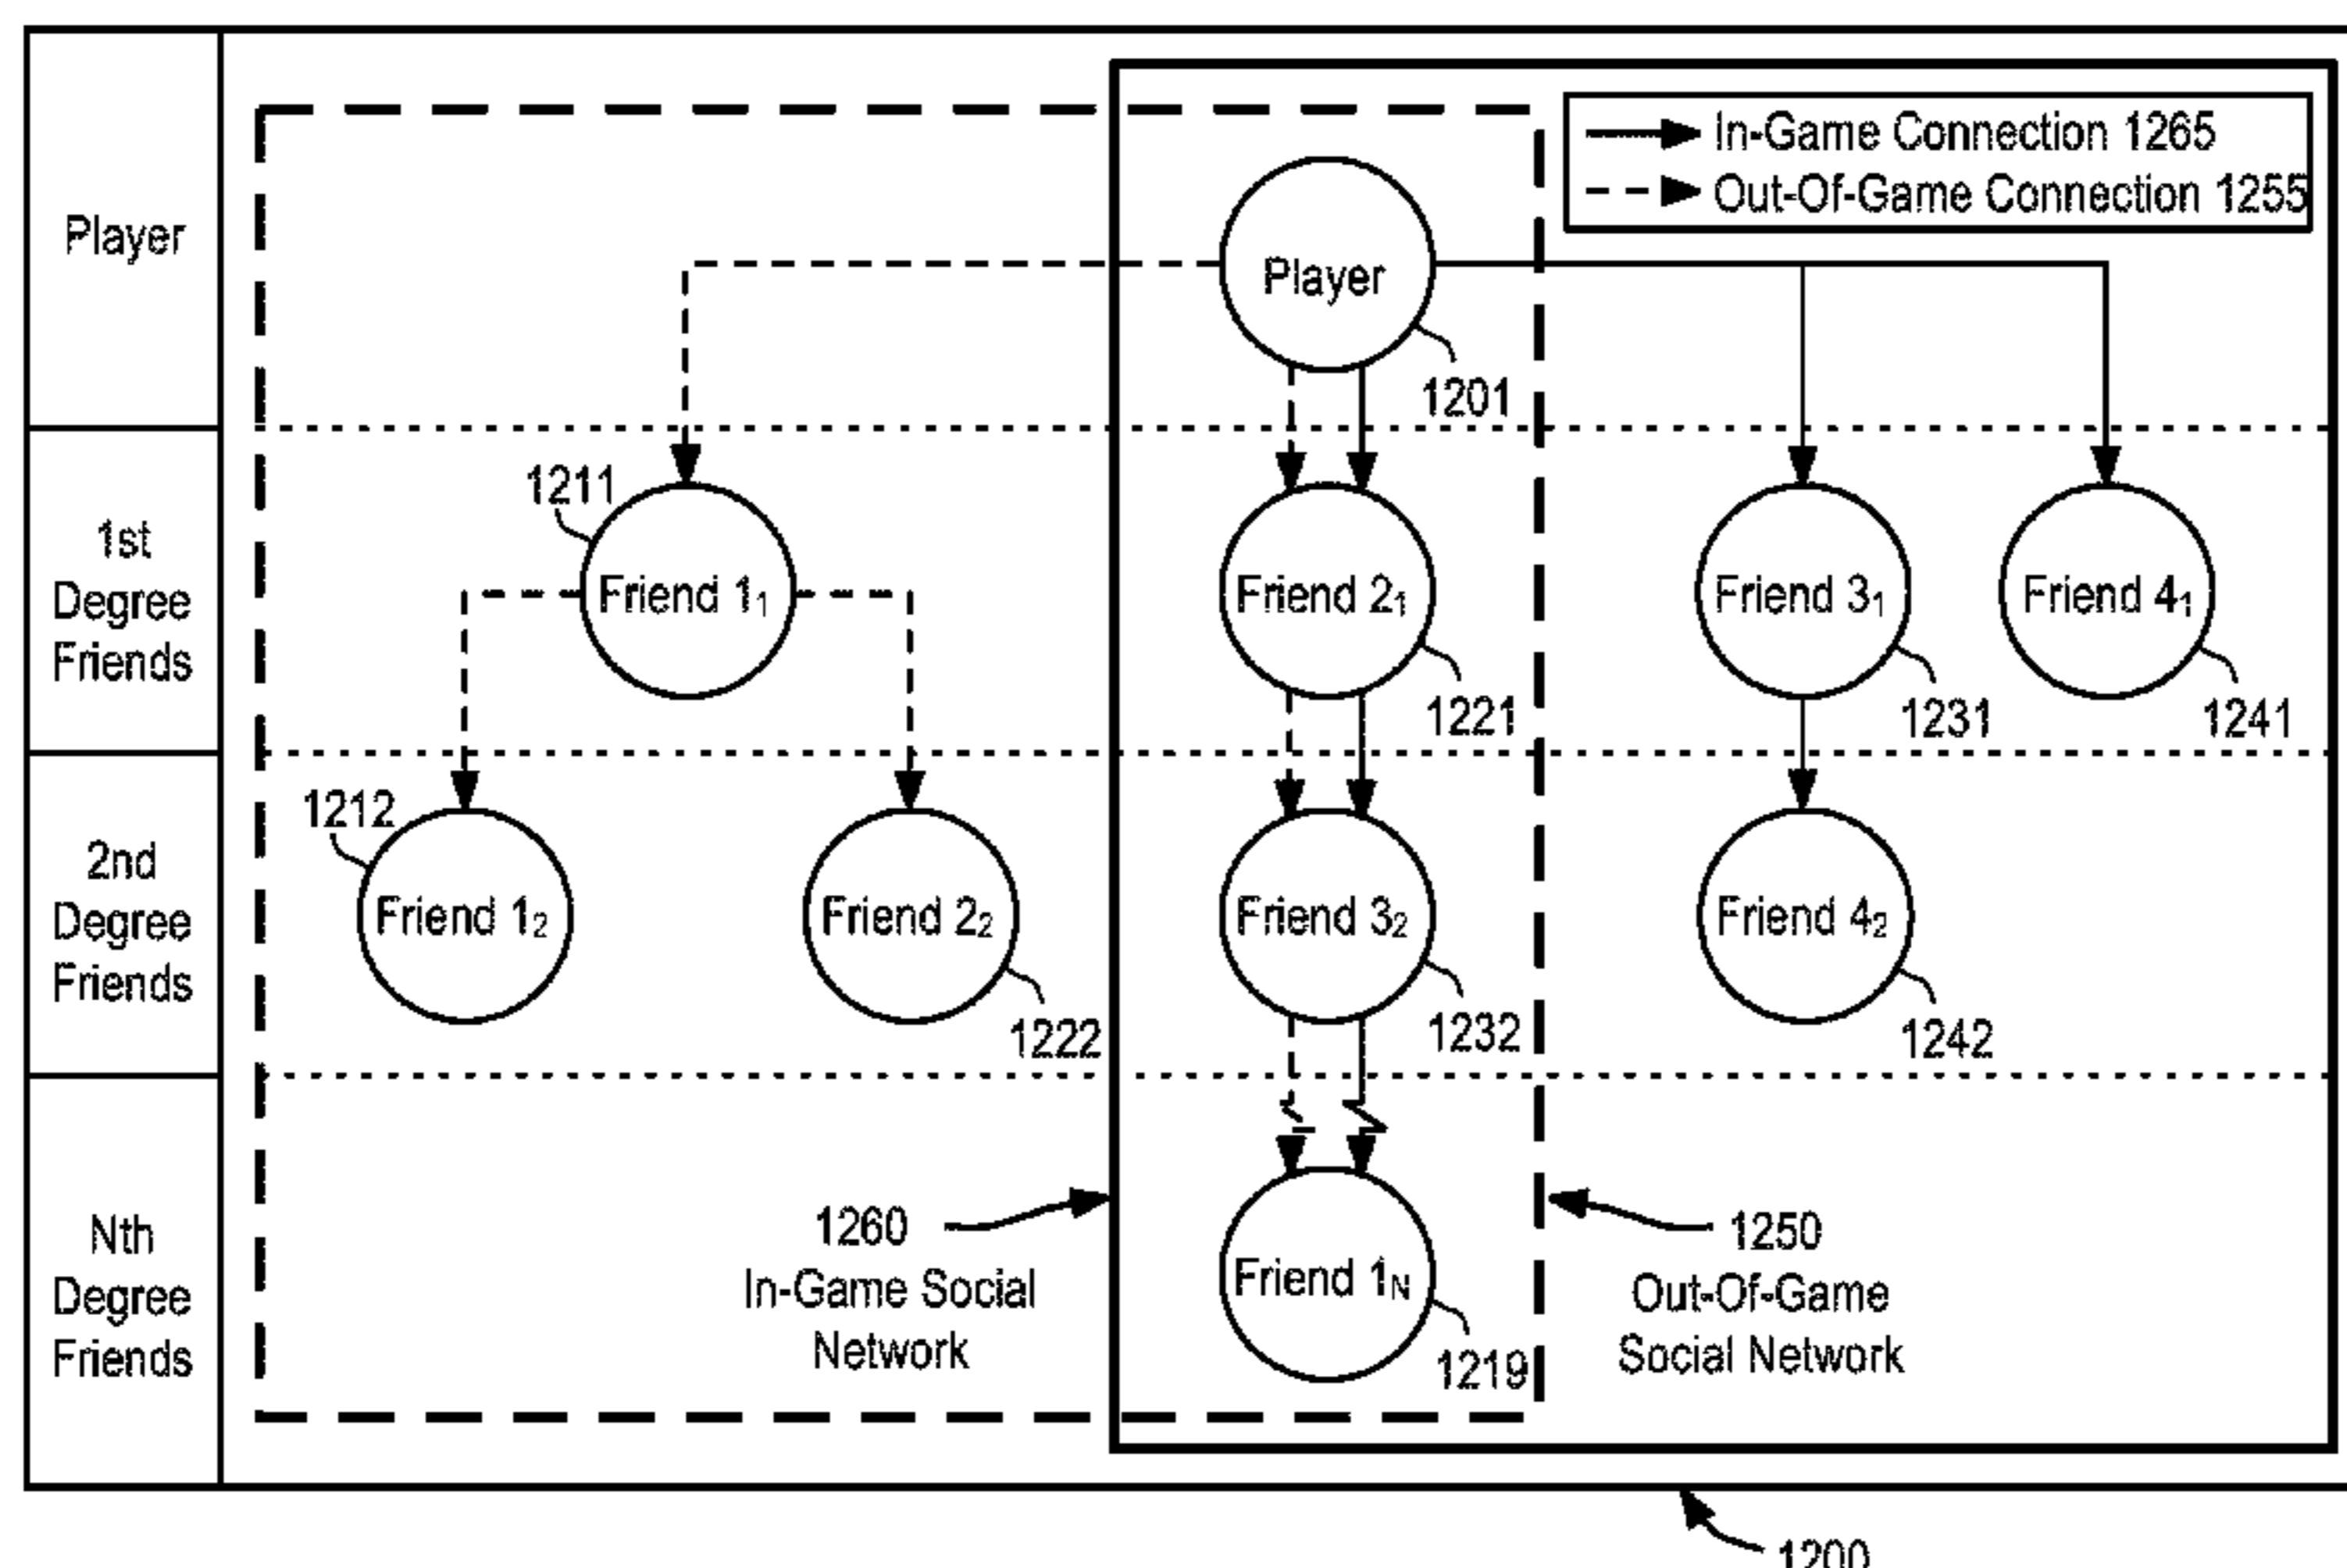 In-Game Connection 1265
Out-Of-Game Connection 1255
Player
Player
1201
1st
Degree
Friends
1211
Friend 1₁
Friend 2₁
Friend 3₁
Friend 4₁
1221
1231
1241
2nd
Degree
Friends
1212
Friend 1₂
Friend 2₂
Friend 3₂
Friend 4₂
1222
1232
1242
Nth
Degree
Friends
1260
In-Game Social
Network
Friend 1N
1219
1250
Out-Of-Game
Social Network
1200